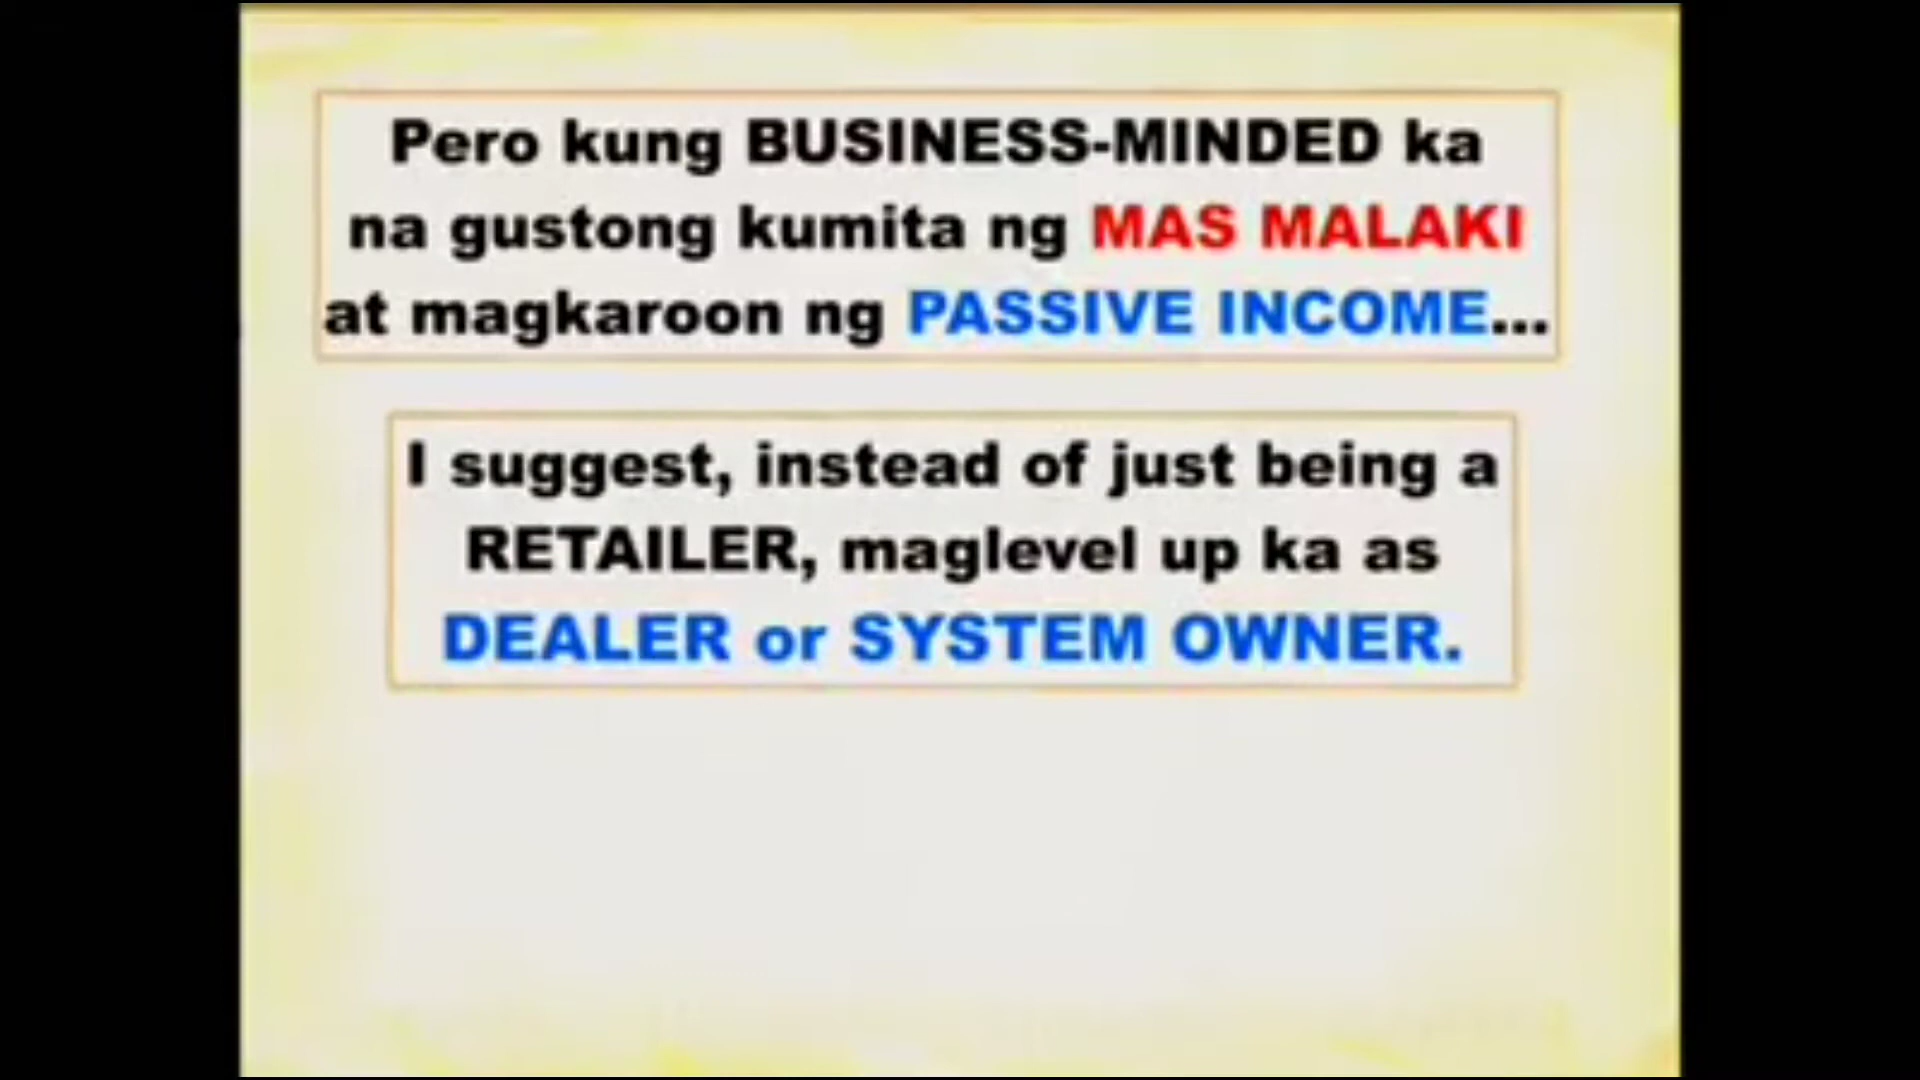 Pero kung BUSINESS-MINDED ka
na gustong kumita ng MAS MALAKI
at magkaroon ng PASSIVE INCOME...
I suggest, instead of just being a
RETAILER, maglevel up ka as
DEALER or SYSTEM OWNER.